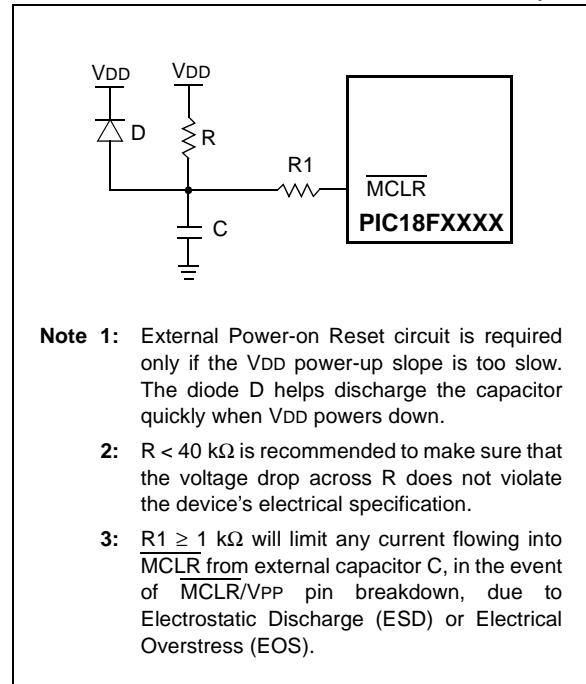 VDD VDD
D
R
R1
MCLR
PIC18FXXXX
C
Note 1: External Power-on Reset circuit is required
only if the VDD power-up slope is too slow.
The diode D helps discharge the capacitor
quickly when VDD powers down.
2: R < 40 kΩ is recommended to make sure that
the voltage drop across R does not violate
the device's electrical specification.
3: R1 ≥ 1 kΩ will limit any current flowing into
MCLR from external capacitor C, in the event
of MCLR/VPP pin breakdown, due to
Electrostatic Discharge (ESD) or Electrical
Overstress (EOS).